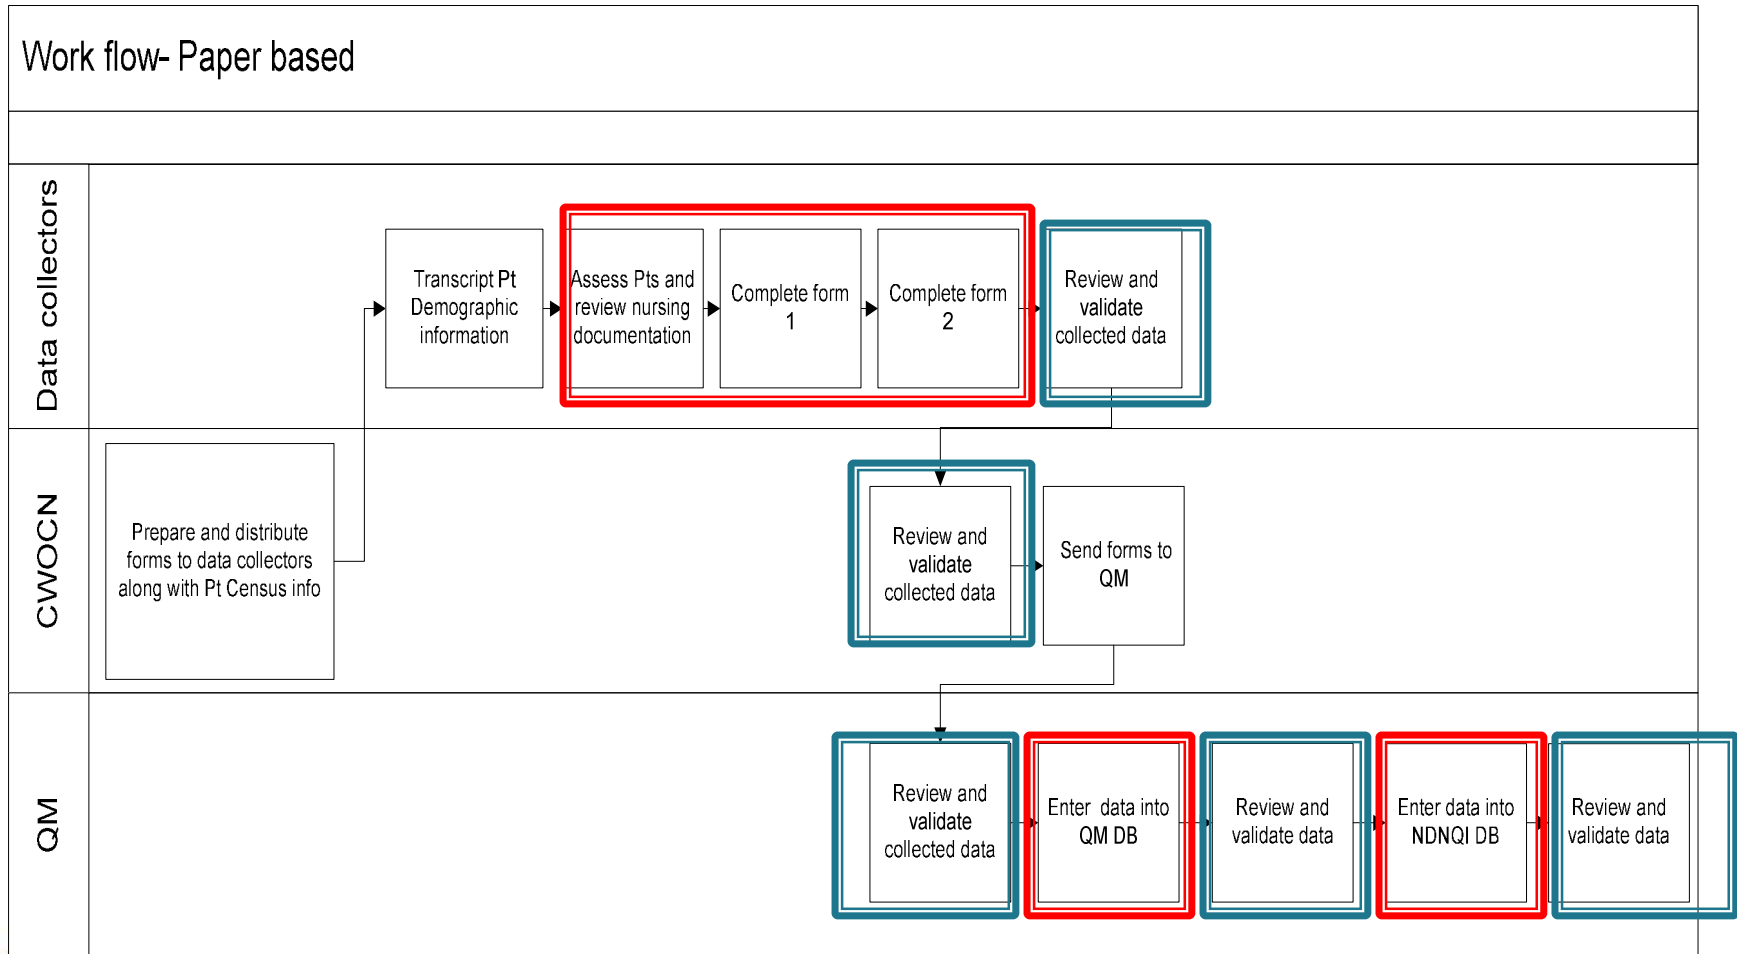 Work flow- Paper based
Data collectors
Transcript Pt
Demographic
information
Assess Pts and
review nursing
documentation
Complete form
1
Complete form
2
Review and
validate
collected data
CWOCN
Prepare and distribute
forms to data collectors
along with Pt Census info
Review and
validate
collected data
Send forms to
QM
QM
Review and
validate
collected data
Enter data into
QM DB
Review and
validate data
Enter data into
NDNQI DB
Review and
validate data